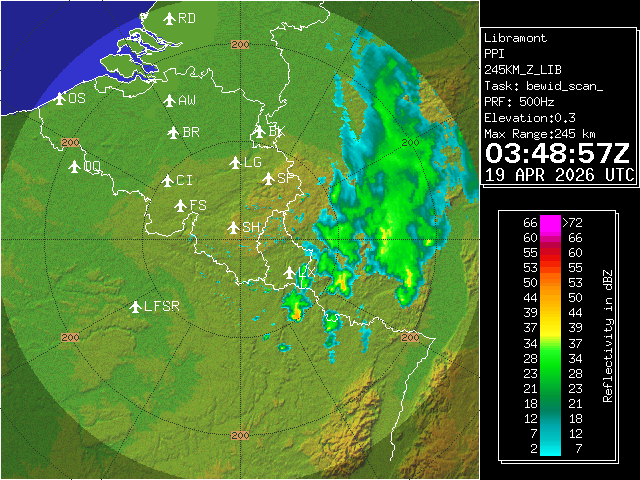 RD
200
OS
AW
BR
BK
200
200
QQ
LG
CI
SP
FS
SH
LX
LFSR
200
200
200
Libramont
PPI
245KM_Z_LIB
Task: bewid_scan_
PRF: 500Hz
Elevation:0.3
Max Range:245 km
03:48:57Z
19 APR 2026 UTC
66 >72
60 66
55 60
53 55
50 53
44 50
39 44
37 39
34 37
28 34
23 28
21 23
18 21
12 18
7 12
2 7
Reflectivity in dBZ